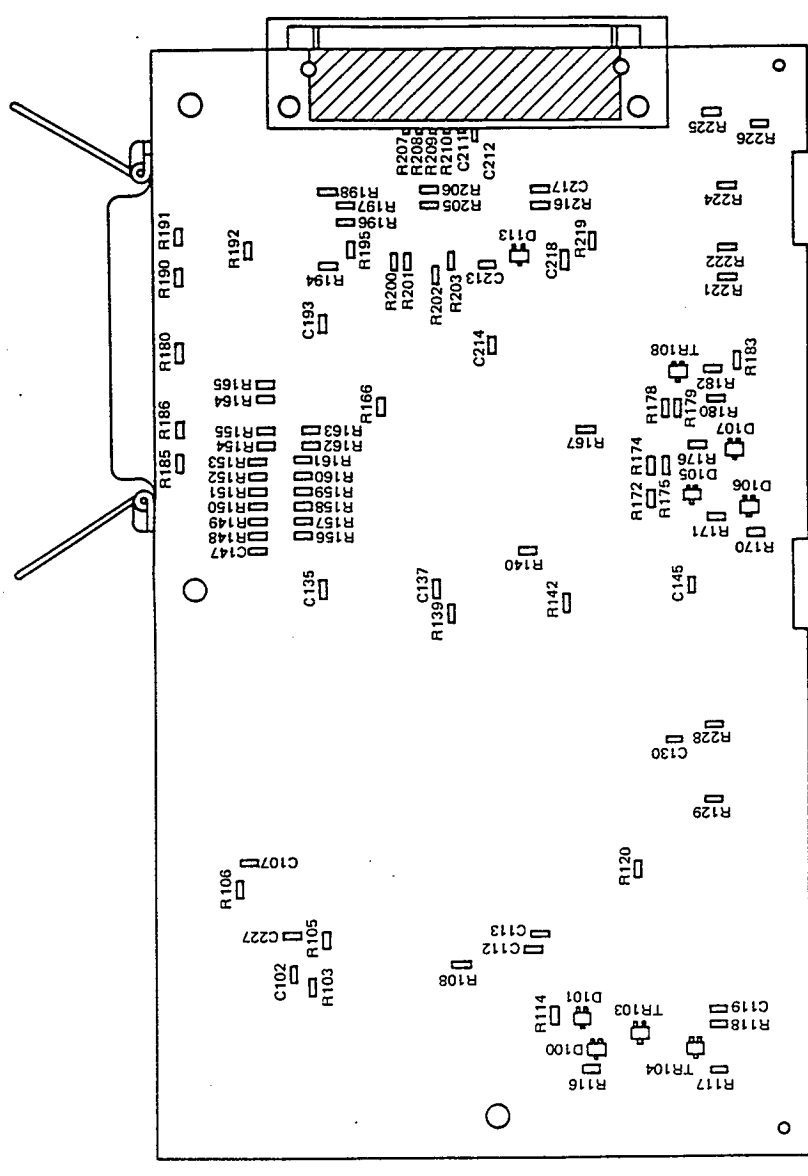 R225
R226
R207
R208
R209
R210
C211
C212
R198
R197
R196
R206
R205
C217
R216
R224
R191
R192
R195
R219
D113
R190
R194
R200
R201
R202
R203
C213
C218
R222
R221
C193
C214
R180
TR108
R183
R182
R165
R164
R166
R178
R179
R180
R186
R155
R154
R163
R162
R167
D107
R185
R153
R152
R151
R150
R149
R148
C147
R161
R160
R159
R158
R157
R156
R174
R175
R176
D105
R172
D106
R171
R170
R140
C135
C137
R139
R142
C145
C130
R228
R129
C107
R106
R120
C227
R105
C113
C112
C102
R103
R108
R114
D101
TR103
C119
R118
D100
R116
TR104
R117